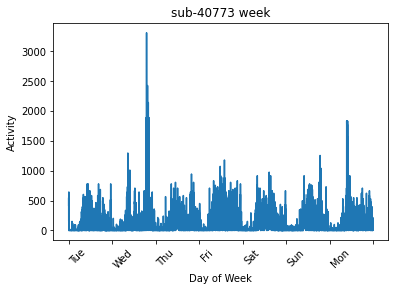 sub-40773 week
3000
2500
2000
1500
1000
500
0
Activity
Tue
Wed
Thu
Fri
Sat
Sun
Mon
Day of Week